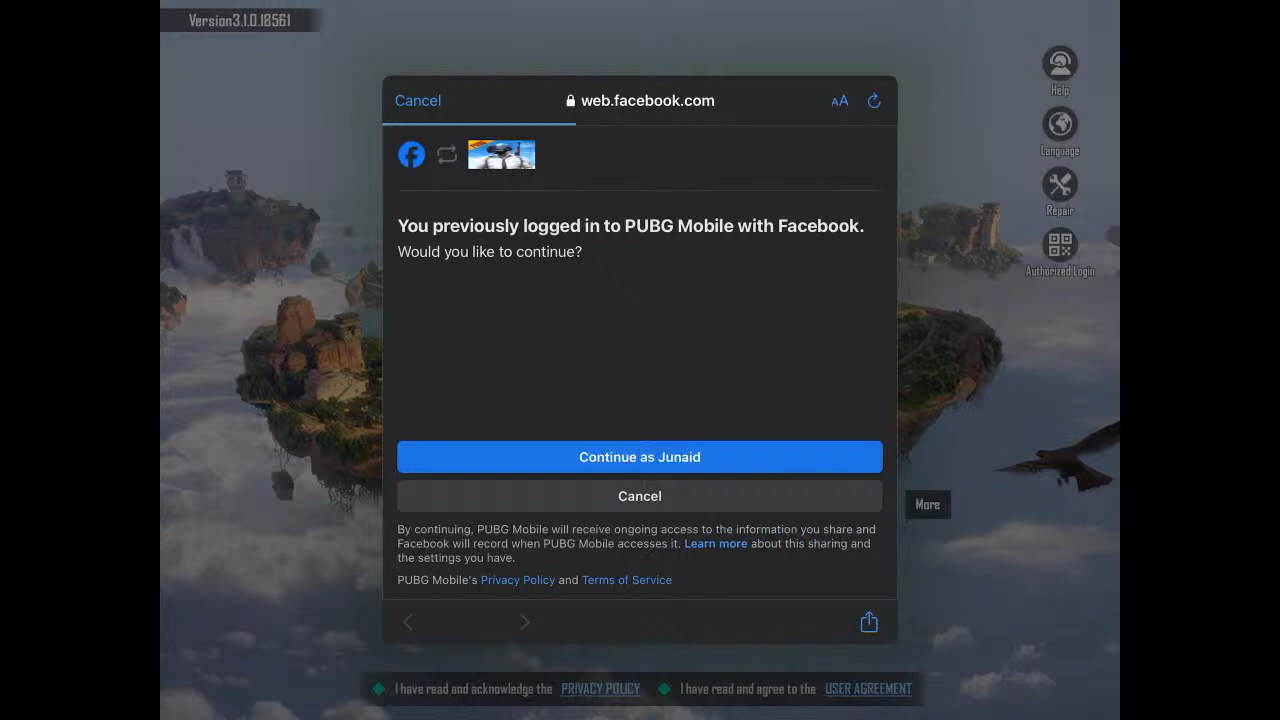 Version3.1.0.18561
Cancel
web.facebook.com
AA
Help
Language
Repair
Authorized Login
You previously logged in to PUBG Mobile with Facebook.
Would you like to continue?
Continue as Junaid
Cancel
More
By continuing, PUBG Mobile will receive ongoing access to the information you share and
Facebook will record when PUBG Mobile accesses it. Learn more about this sharing and
the settings you have.
PUBG Mobile's Privacy Policy and Terms of Service
I have read and acknowledge the PRIVACY POLICY I have read and agree to the USER AGREEMENT